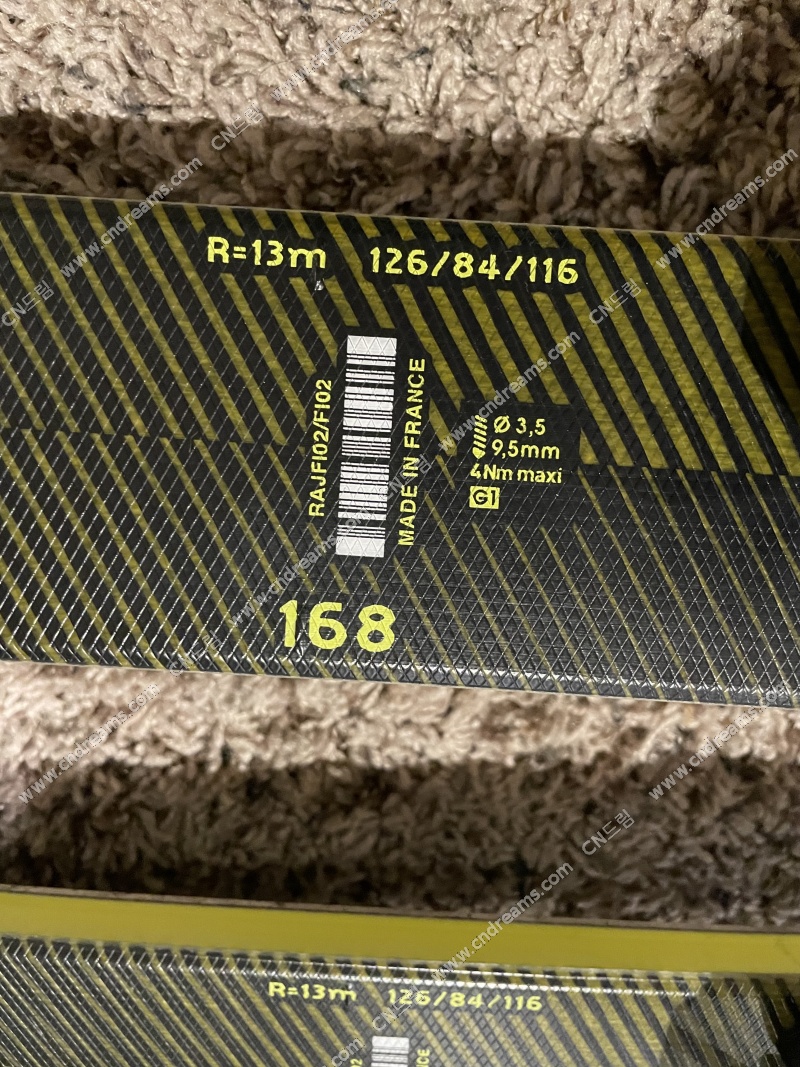 R=13m 126/84/116
RAJFI02/FI02
MADE IN FRANCE
Ø 3,5
9,5mm
4Nm maxi
G1
168
R=13m 126/84/116
CN드림 www.cndreams.com